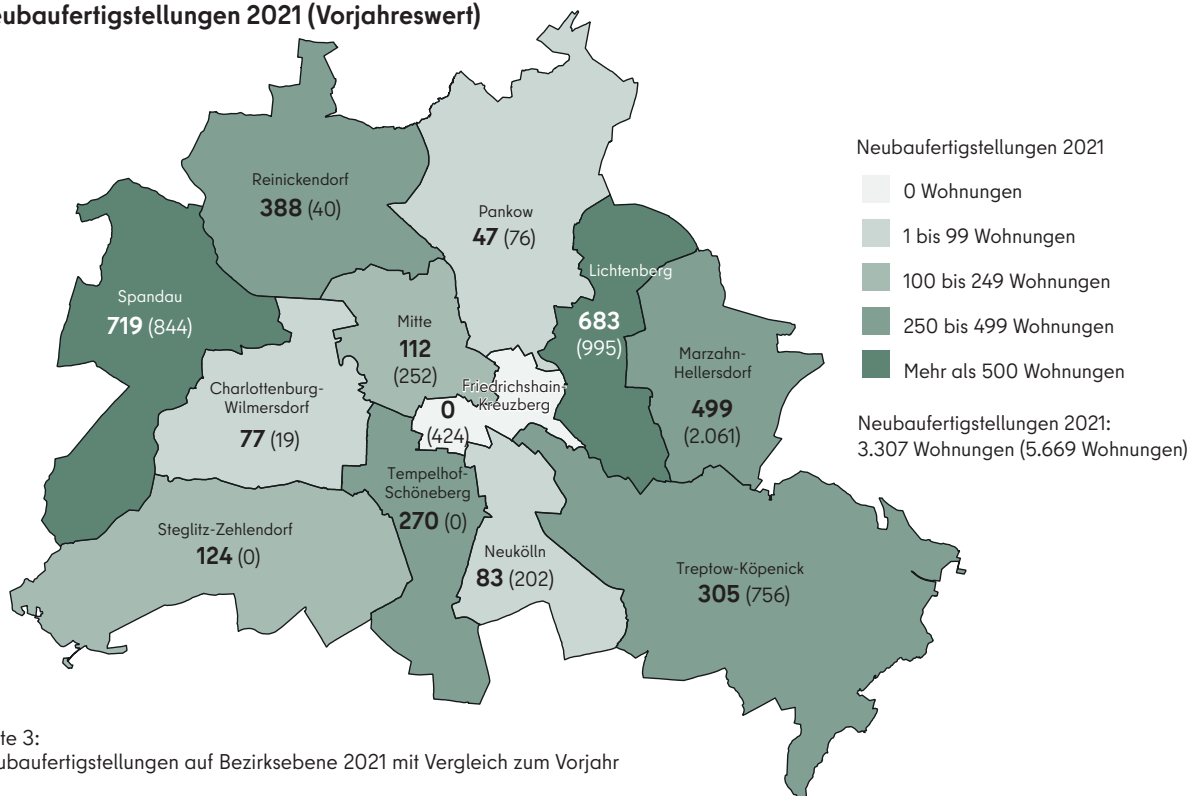 eubaufertigstellungen 2021 (Vorjahreswert)
Reinickendorf
388 (40)
Pankow
47 (76)
Lichtenberg
683
(995)
Spandau
719 (844)
Mitte
112
(252)
Marzahn-
Hellersdorf
499
(2.061)
Charlottenburg-
Wilmersdorf
77 (19)
Friedrichshain-
Kreuzberg
0
(424)
Tempelhof-
Schöneberg
270 (0)
Steglitz-Zehlendorf
124 (0)
Neukölln
83 (202)
Treptow-Köpenick
305 (756)
Neubaufertigstellungen 2021
0 Wohnungen
1 bis 99 Wohnungen
100 bis 249 Wohnungen
250 bis 499 Wohnungen
Mehr als 500 Wohnungen
Neubaufertigstellungen 2021:
3.307 Wohnungen (5.669 Wohnungen)
te 3:
ubaufertigstellungen auf Bezirksebene 2021 mit Vergleich zum Vorjahr